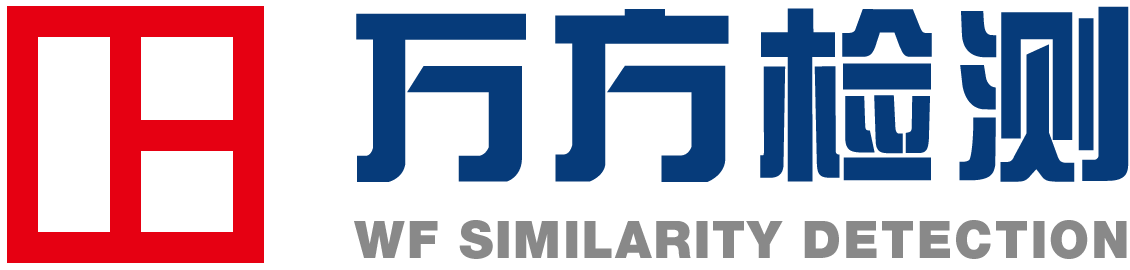 万方检测
WF SIMILARITY DETECTION